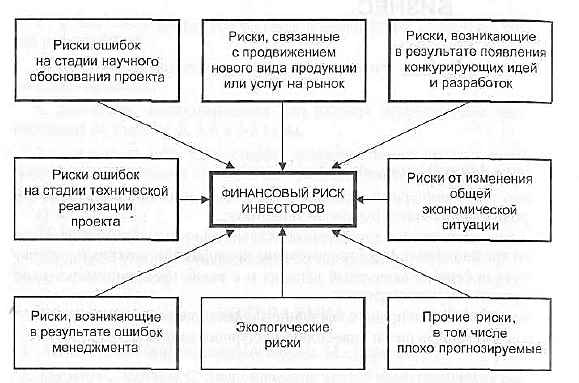 Риски ошибок
на стадии научного
обоснования проекта
Риски, связанные
с продвижением
нового вида продукции
или услуг на рынок
Риски, возникающие
в результате появления
конкурирующих идей
и разработок
Риски ошибок
на стадии технической
реализации
проекта
ФИНАНСОВЫЙ РИСК
ИНВЕСТОРОВ
Риски от измерения
общей
экономической
ситуации
Риски, возникающие
в результате ошибок
менеджмента
Экологические
риски
Прочие риски,
в том числе
плохо прогнозируемые